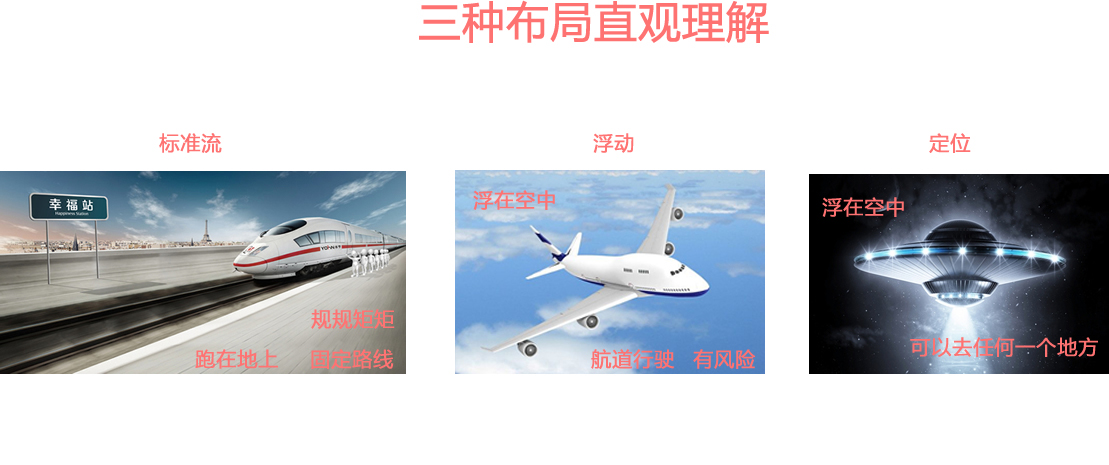 三种布局直观理解
标准流
浮动
定位
幸福站
Happiness Station
规规矩矩
跑在地上 固定路线
浮在空中
航道行驶 有风险
浮在空中
可以去任何一个地方